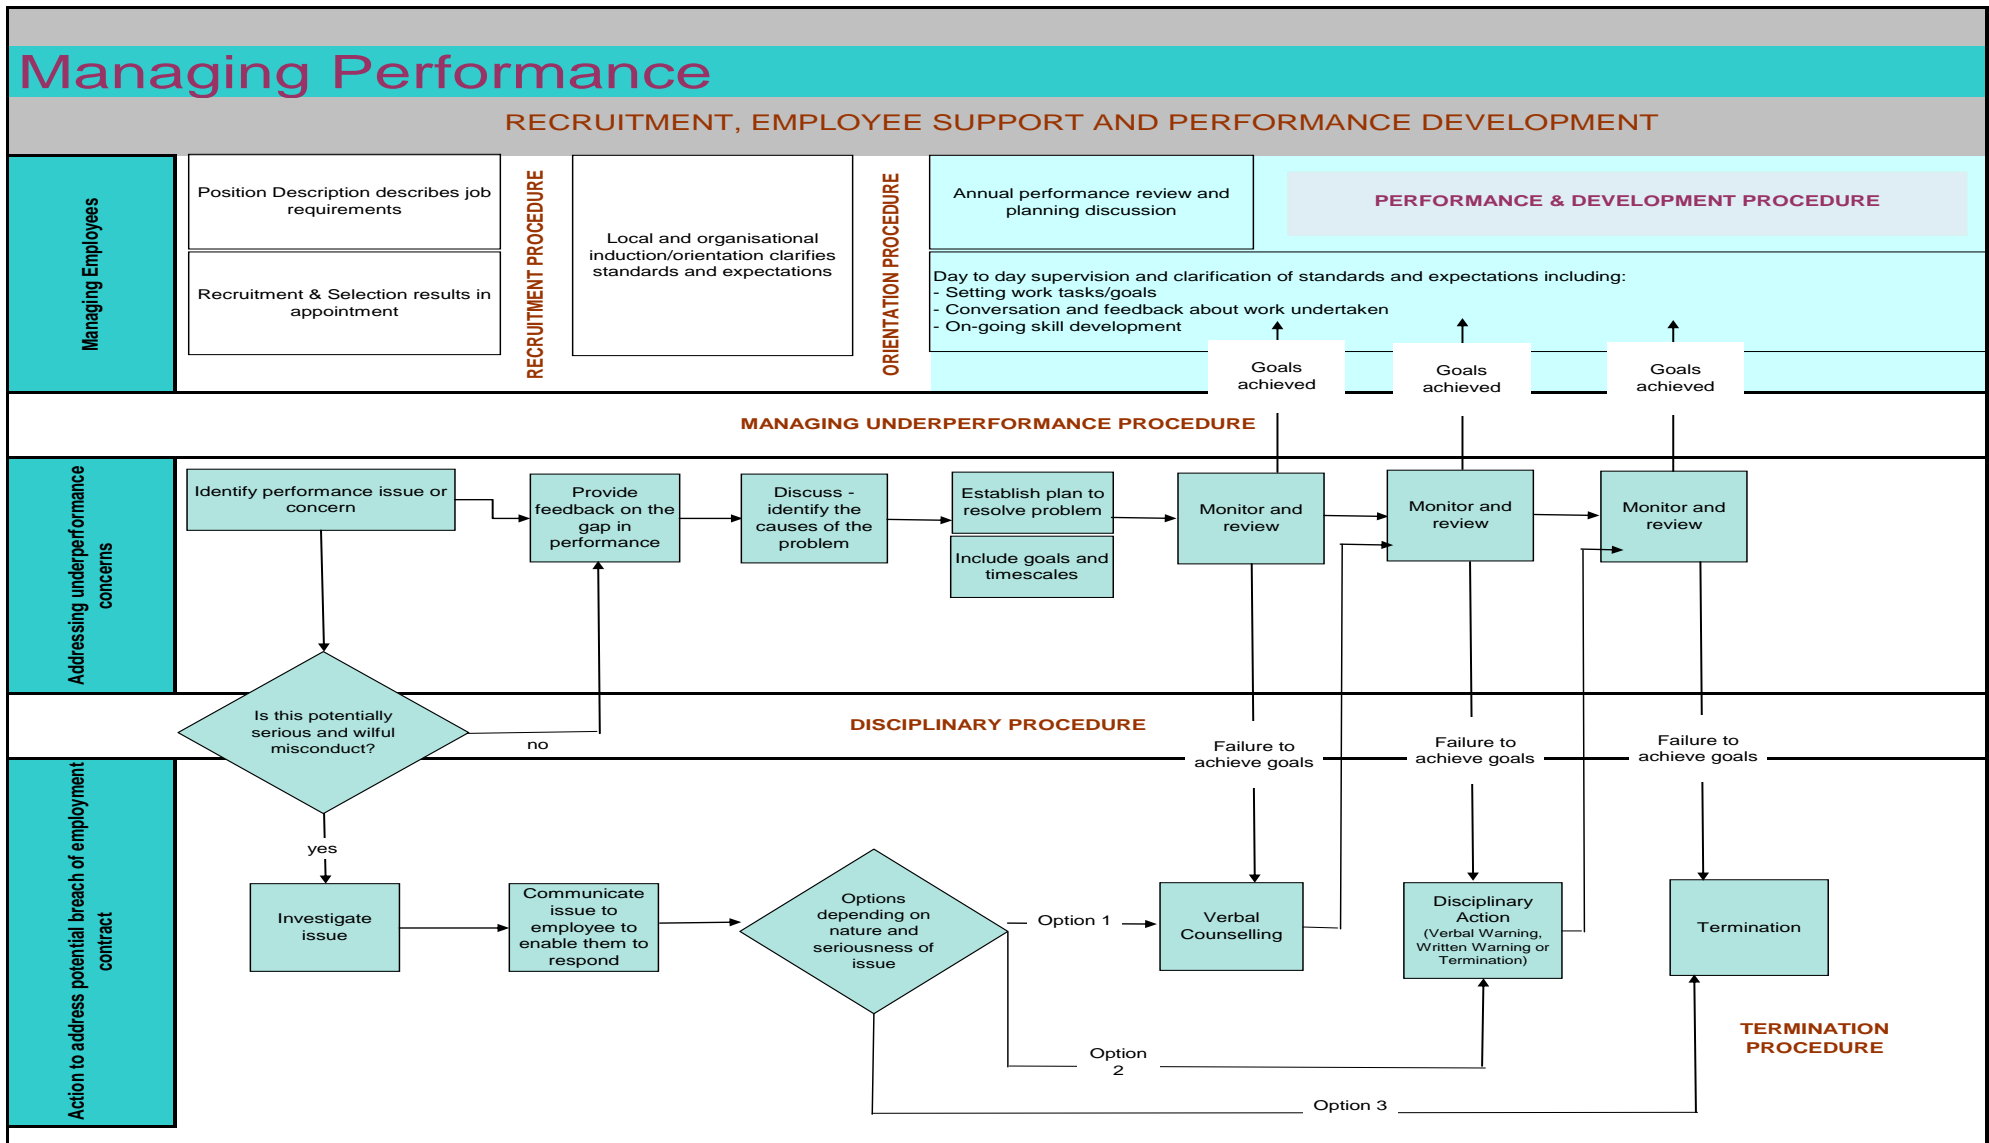 Managing Performance
RECRUITMENT, EMPLOYEE SUPPORT AND PERFORMANCE DEVELOPMENT
Managing Employees
Position Description describes job
requirements
Recruitment & Selection results in
appointment
RECRUITMENT PROCEDURE
Local and organisational
induction/orientation clarifies
standards and expectations
ORIENTATION PROCEDURE
Annual performance review and
planning discussion
PERFORMANCE & DEVELOPMENT PROCEDURE
Day to day supervision and clarification of standards and expectations including:
- Setting work tasks/goals
- Conversation and feedback about work undertaken
- On-going skill development
Goals
achieved
Goals
achieved
Goals
achieved
MANAGING UNDERPERFORMANCE PROCEDURE
Addressing underperformance
concerns
Identify performance issue or
concern
Provide
feedback on the
gap in
performance
Discuss -
identify the
causes of the
problem
Establish plan to
resolve problem
Include goals and
timescales
Monitor and
review
Monitor and
review
Monitor and
review
Is this potentially
serious and wilful
misconduct?
no
DISCIPLINARY PROCEDURE
Failure to
achieve goals
Failure to
achieve goals
Failure to
achieve goals
Action to address potential breach of employment
contract
yes
Investigate
issue
Communicate
issue to
employee to
enable them to
respond
Options
depending on
nature and
seriousness of
issue
Option 1
Verbal
Counselling
Disciplinary
Action
(Verbal Warning,
Written Warning or
Termination)
Termination
Option
2
Option 3
TERMINATION
PROCEDURE